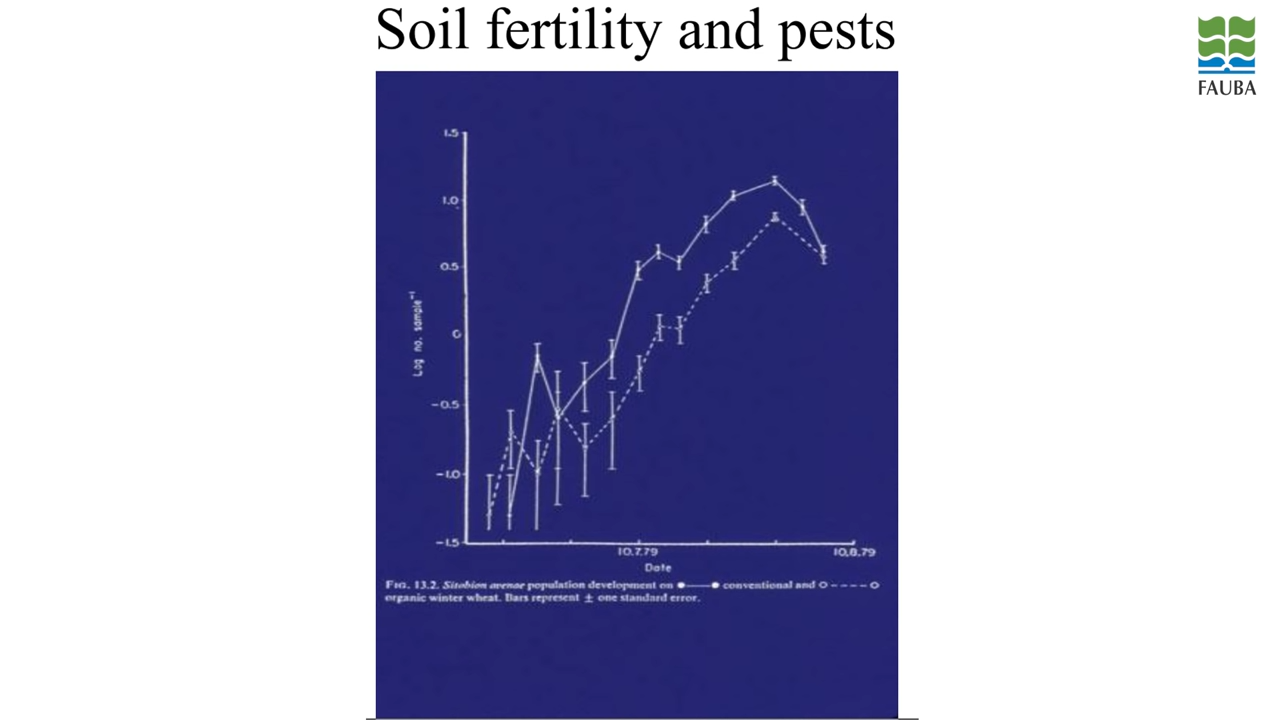 Soil fertility and pests
FAUBA
1.5
1.0
0.5
0
-0.5
-1.0
-1.5
Log no. sample⁻¹
10.7.79
10.8.79
Date
FIG. 13.2. Sitobion avenae population development on ●——● conventional and ○----○
organic winter wheat. Bars represent ± one standard error.